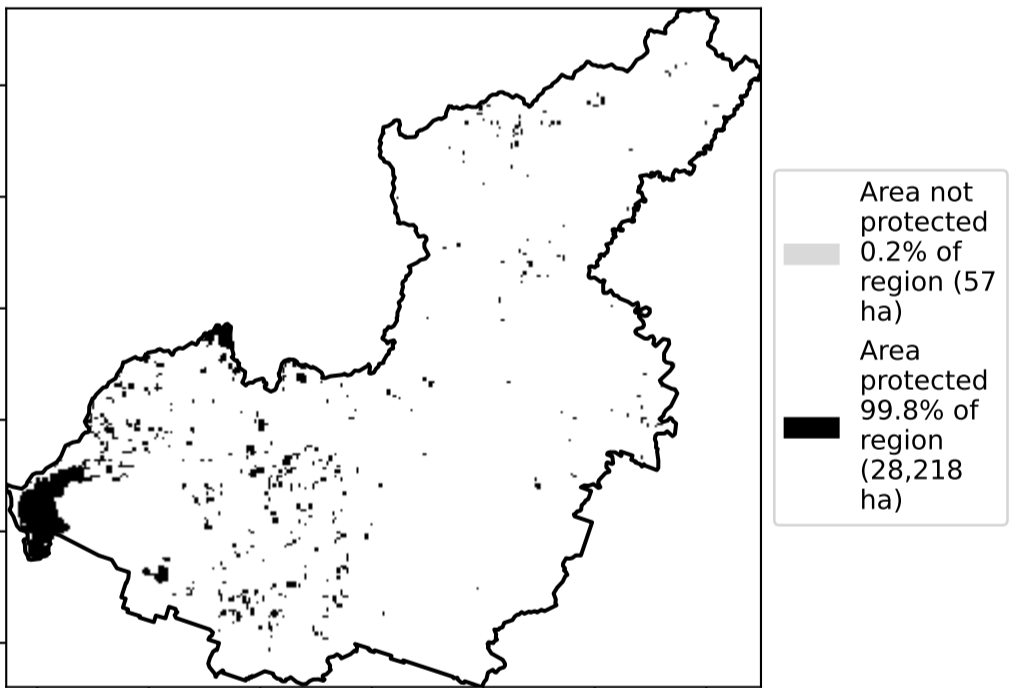 Area not
protected
0.2% of
region (57
ha)
Area
protected
99.8% of
region
(28,218
ha)